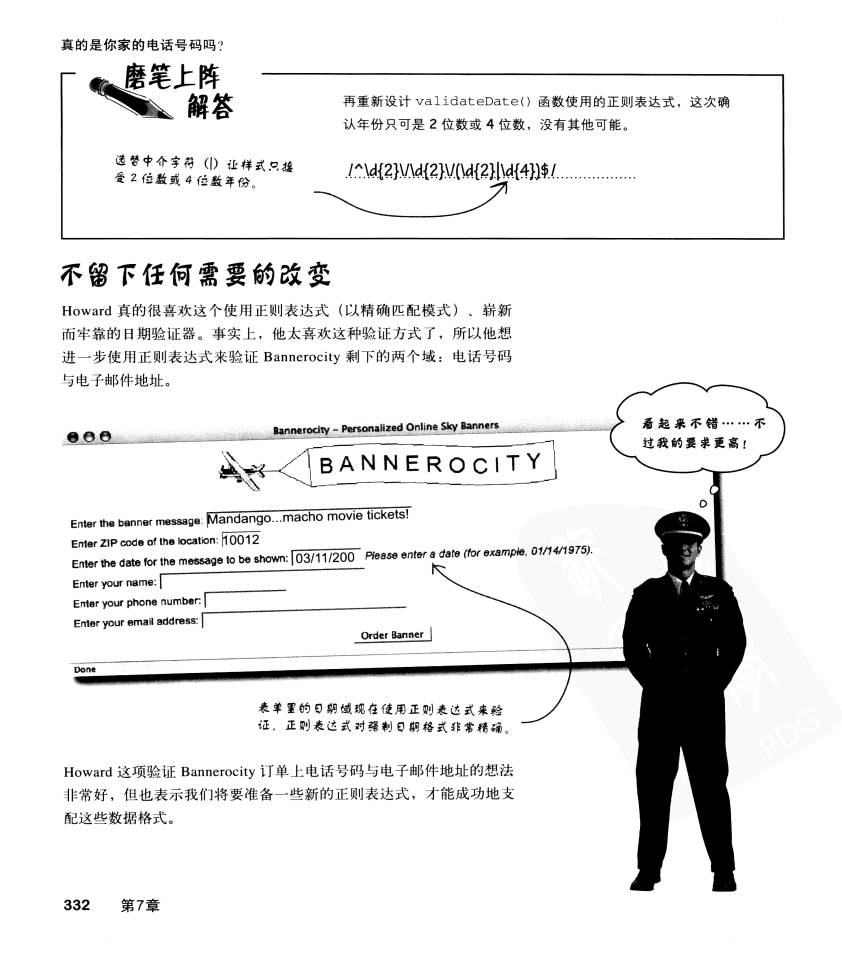 真的是你家的电话号码吗?
磨笔上阵
解答
再重新设计 validateDate() 函数使用的正则表达式，这次确
认年份只可是 2 位数或 4 位数，没有其他可能。
选替中介字符 (|) 让样式只接
受 2 位数或 4 位数年份。
/^\d{2}\/\d{2}\/(\d{2}|\d{4})$/
不留下任何需要的改变
Howard 真的很喜欢这个使用正则表达式（以精确匹配模式）、崭新
而牢靠的日期验证器。事实上，他太喜欢这种验证方式了，所以他想
进一步使用正则表达式来验证 Bannerocity 剩下的两个域：电话号码
与电子邮件地址。
看起来不错……不
过我的要求更高！
Bannerocity – Personalized Online Sky Banners
BANNEROCITY
Enter the banner message: Mandango...macho movie tickets!
Enter ZIP code of the location: 10012
Enter the date for the message to be shown: 03/11/200 Please enter a date (for example, 01/14/1975).
Enter your name:
Enter your phone number:
Enter your email address:
Order Banner
Done
表单里的日期域现在使用正则表达式来验
证，正则表达式对强制日期格式非常精确。
Howard 这项验证 Bannerocity 订单上电话号码与电子邮件地址的想法
非常好，但也表示我们将要准备一些新的正则表达式，才能成功地支
配这些数据格式。
PDG
332 第7章